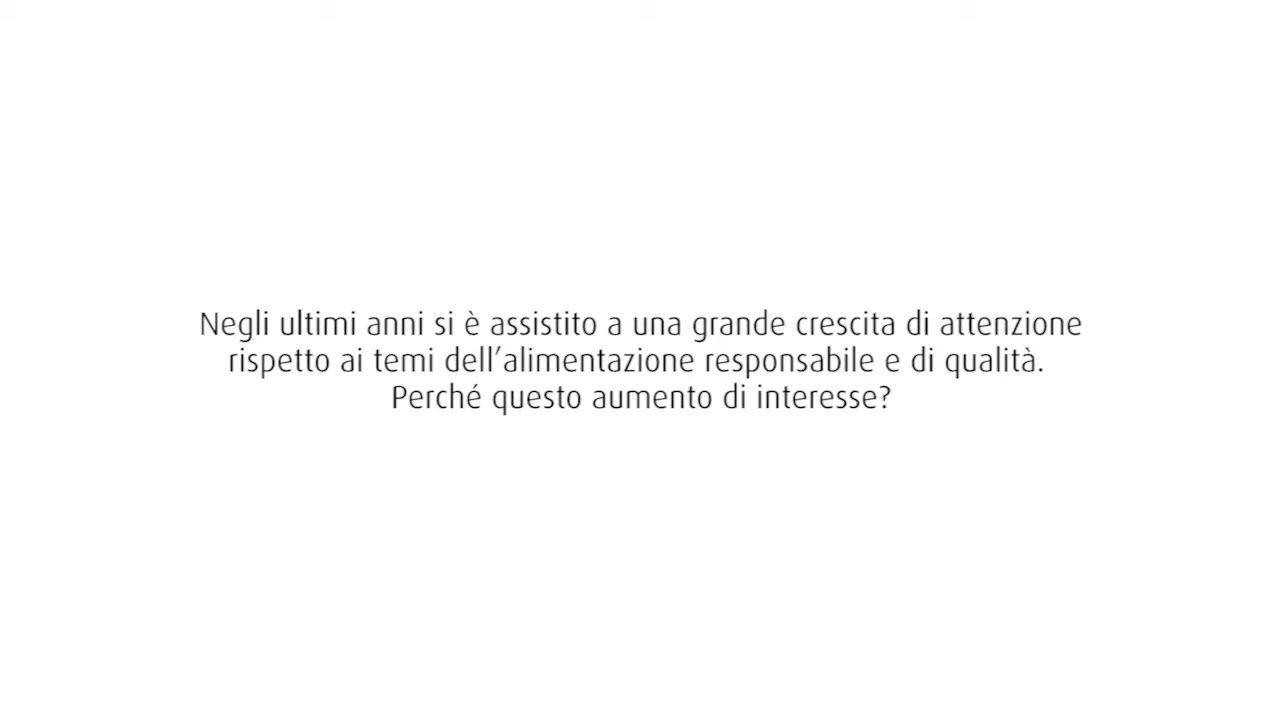 Negli ultimi anni si è assistito a una grande crescita di attenzione
rispetto ai temi dell’alimentazione responsabile e di qualità.
Perché questo aumento di interesse?